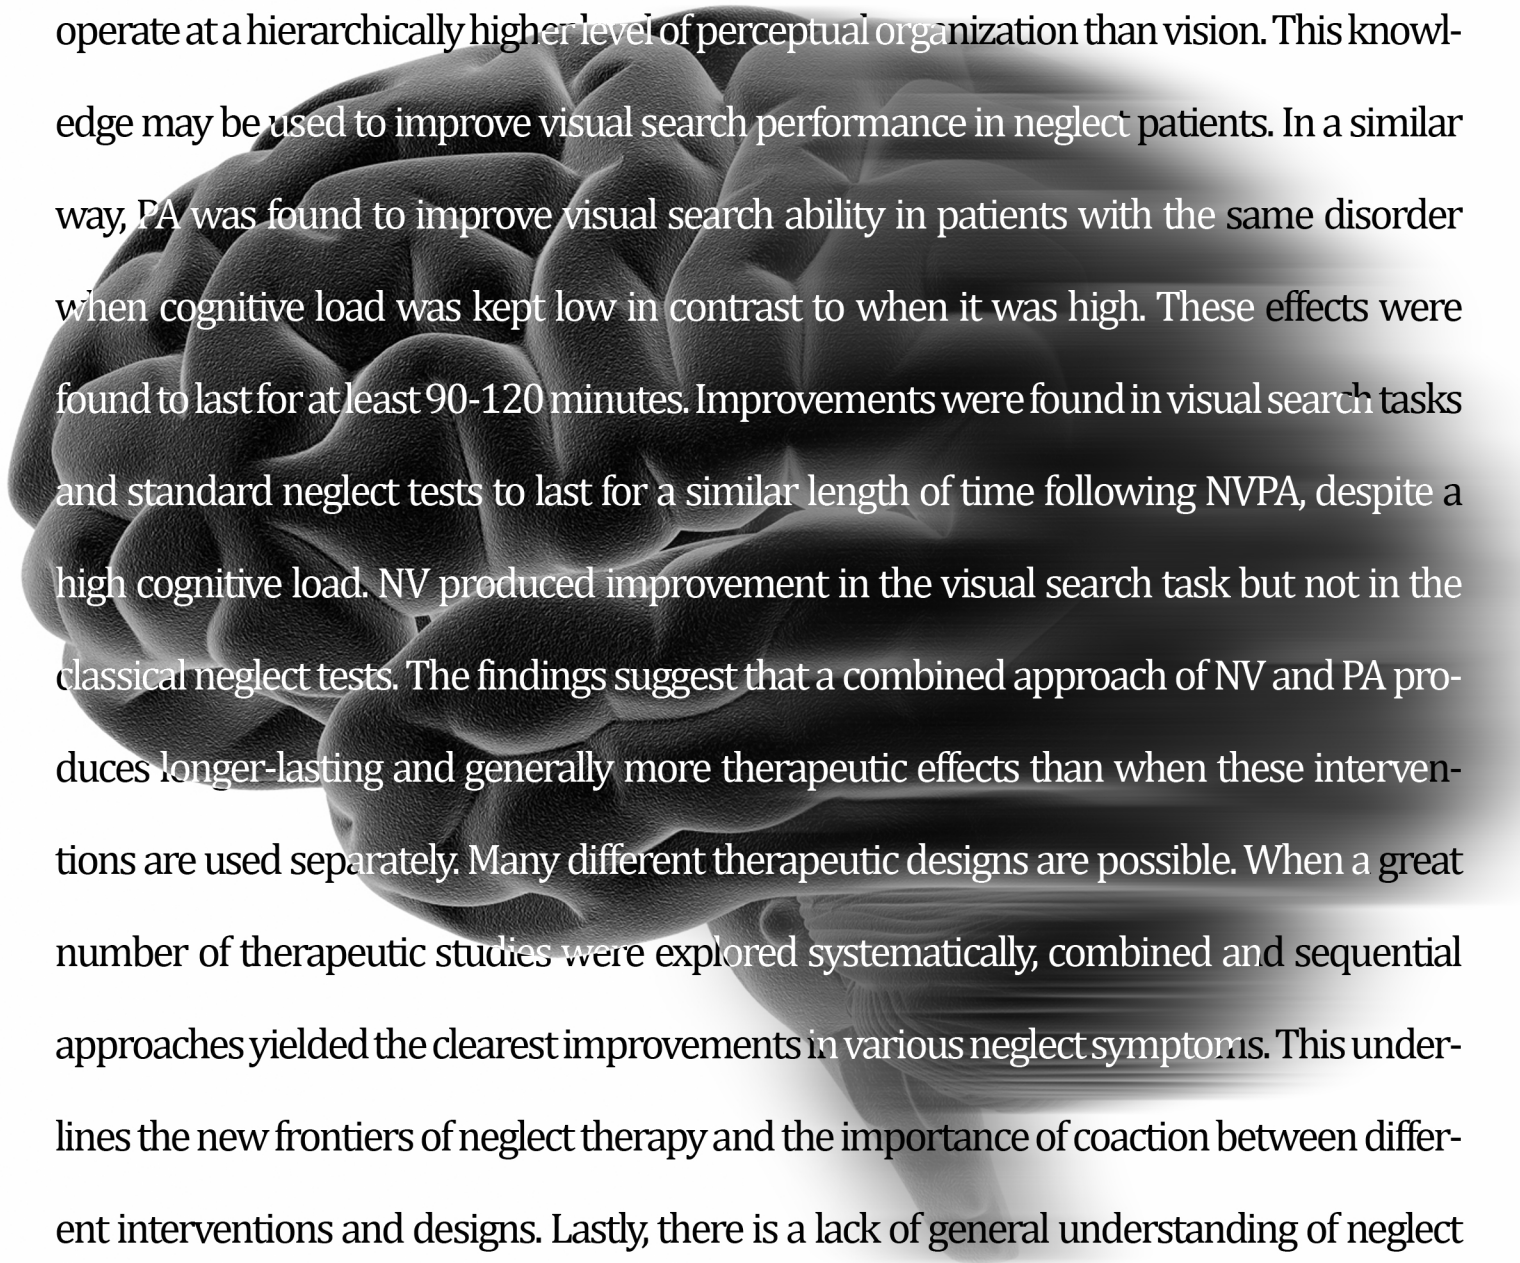 operate at a hierarchically higher level of perceptual organization than vision. This knowl-
edge may be used to improve visual search performance in neglect patients. In a similar
way, PA was found to improve visual search ability in patients with the same disorder
when cognitive load was kept low in contrast to when it was high. These effects were
found to last for at least 90-120 minutes. Improvements were found in visual search tasks
and standard neglect tests to last for a similar length of time following NVPA, despite a
high cognitive load. NV produced improvement in the visual search task but not in the
classical neglect tests. The findings suggest that a combined approach of NV and PA pro-
duces longer-lasting and generally more therapeutic effects than when these interven-
tions are used separately. Many different therapeutic designs are possible. When a great
number of therapeutic studies were explored systematically, combined and sequential
approaches yielded the clearest improvements in various neglect symptoms. This under-
lines the new frontiers of neglect therapy and the importance of coaction between differ-
ent interventions and designs. Lastly, there is a lack of general understanding of neglect